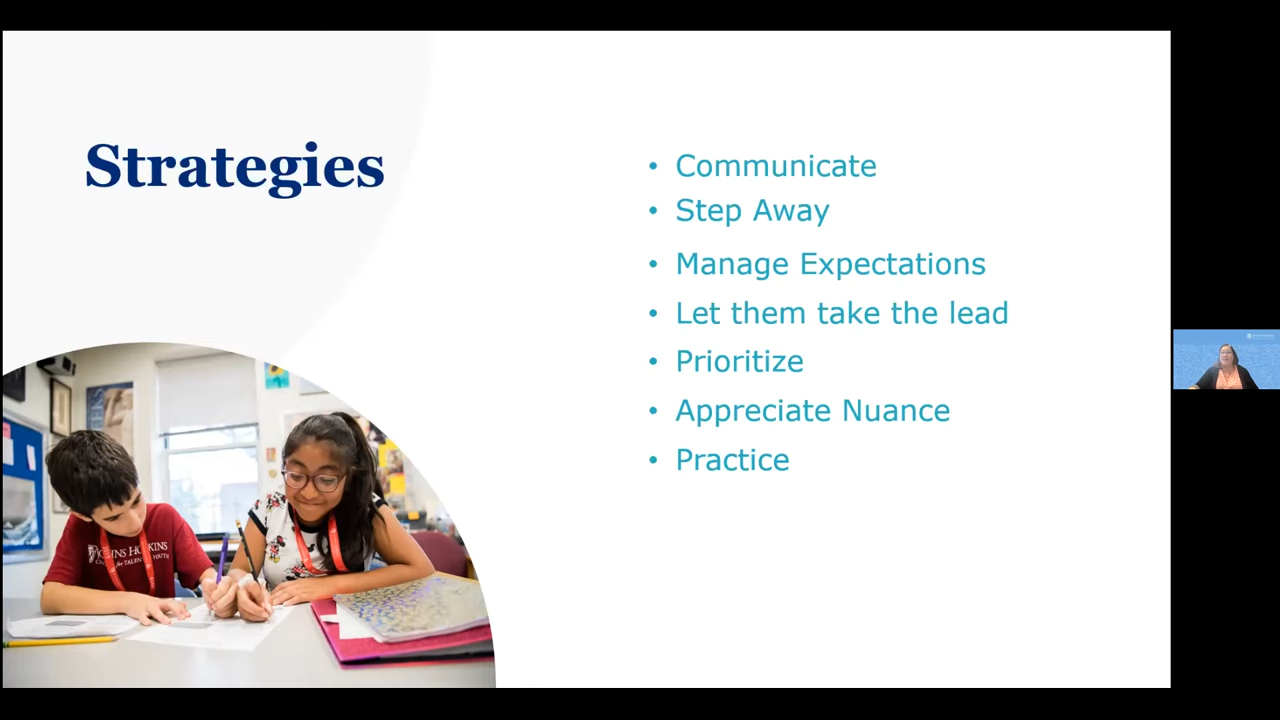 Strategies
• Communicate
• Step Away
• Manage Expectations
• Let them take the lead
• Prioritize
• Appreciate Nuance
• Practice